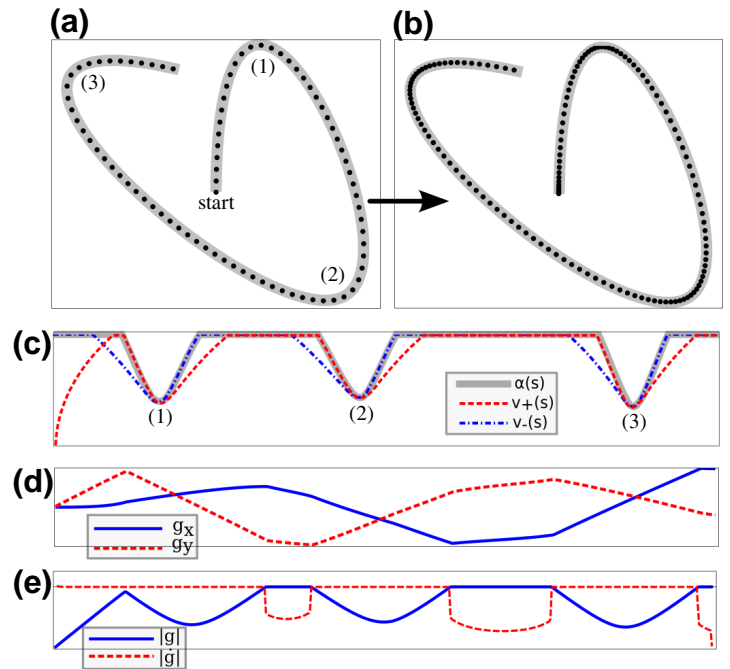 (a)
(b)
(1)
(3)
start
(2)
(c)
(1)
(2)
(3)
α(s)
v+(s)
v-(s)
(d)
gx
gy
(e)
|g|
|ġ|